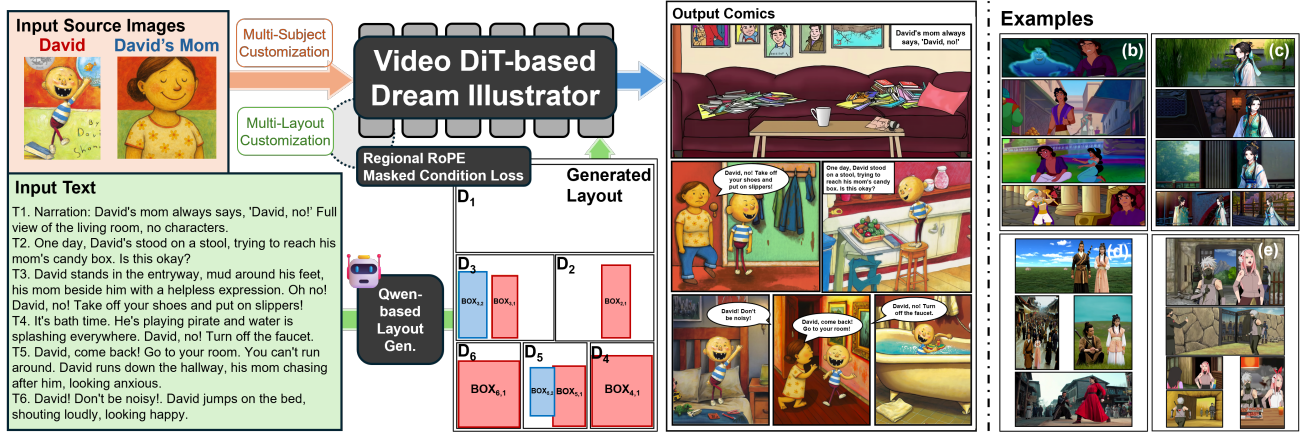 Input Source Images
David
David's Mom
By
Davi
Shan
Multi-Subject
Customization
Multi-Layout
Customization
Video DiT-based
Dream Illustrator
Regional RoPE
Masked Condition Loss
Input Text
T1. Narration: David's mom always says, 'David, no!' Full
view of the living room, no characters.
T2. One day, David's stood on a stool, trying to reach his
mom's candy box. Is this okay?
T3. David stands in the entryway, mud around his feet,
his mom beside him with a helpless expression. Oh no!
David, no! Take off your shoes and put on slippers!
T4. It's bath time. He's playing pirate and water is
splashing everywhere. David, no! Turn off the faucet.
T5. David, come back! Go to your room. You can't run
around. David runs down the hallway, his mom chasing
after him, looking anxious.
T6. David! Don't be noisy!. David jumps on the bed,
shouting loudly, looking happy.
Qwen-
based
Layout
Gen.
Generated
Layout
D1
D3
BOX3,2
BOX3,1
D2
BOX2,1
D6
BOX6,1
D5
BOX5,2
BOX5,1
D4
BOX4,1
Output Comics
David's mom always
says, 'David, no!'
David, no! Take off
your shoes and
put on slippers!
One day, David stood
on a stool, trying to
reach his mom's candy
box. Is this okay?
David! Don't
be noisy!
David, come back!
Go to your room!
David, no! Turn
off the faucet.
Examples
(b)
(c)
(d)
(e)